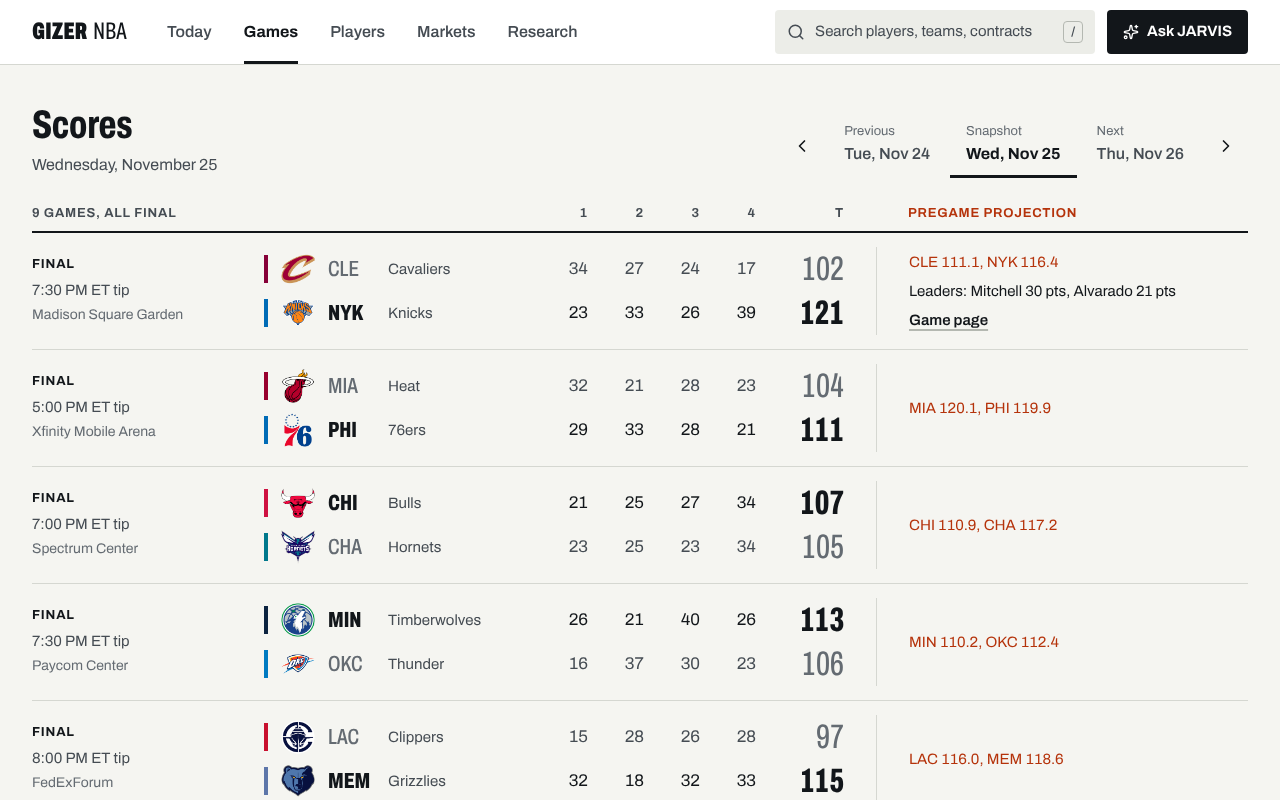 GIZER NBA Today Games Players Markets Research Search players, teams, contracts / Ask JARVIS
Scores
Wednesday, November 25
Previous Snapshot Next
Tue, Nov 24 Wed, Nov 25 Thu, Nov 26
9 GAMES, ALL FINAL 1 2 3 4 T PREGAME PROJECTION
FINAL
7:30 PM ET tip
Madison Square Garden
CLE Cavaliers 34 27 24 17 102
NYK Knicks 23 33 26 39 121
CLE 111.1, NYK 116.4
Leaders: Mitchell 30 pts, Alvarado 21 pts
Game page
FINAL
5:00 PM ET tip
Xfinity Mobile Arena
MIA Heat 32 21 28 23 104
76 PHI 76ers 29 33 28 21 111
MIA 120.1, PHI 119.9
FINAL
7:00 PM ET tip
Spectrum Center
CHI Bulls 21 25 27 34 107
CHA Hornets 23 25 23 34 105
CHI 110.9, CHA 117.2
FINAL
7:30 PM ET tip
Paycom Center
MIN Timberwolves 26 21 40 26 113
OKC Thunder 16 37 30 23 106
MIN 110.2, OKC 112.4
FINAL
8:00 PM ET tip
FedExForum
LAC Clippers 15 28 26 28 97
MEM Grizzlies 32 18 32 33 115
LAC 116.0, MEM 118.6